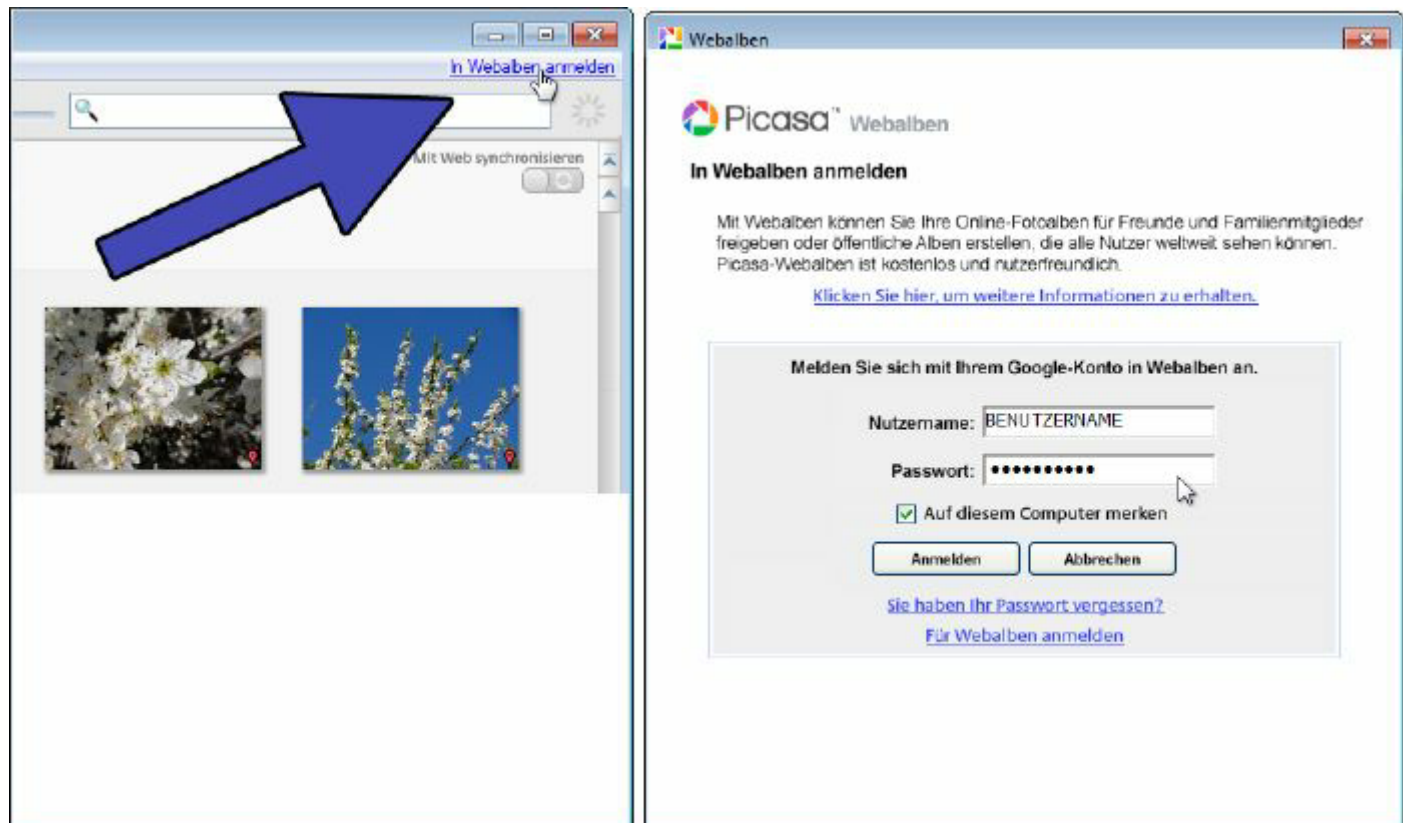 In Webalben anmelden
Mit Web synchronisieren
Webalben
Picasa™ Webalben
In Webalben anmelden
Mit Webalben können Sie Ihre Online-Fotoalben für Freunde und Familienmitglieder
freigeben oder öffentliche Alben erstellen, die alle Nutzer weltweit sehen können.
Picasa-Webalben ist kostenlos und nutzerfreundlich.
Klicken Sie hier, um weitere Informationen zu erhalten.
Melden Sie sich mit Ihrem Google-Konto in Webalben an.
Nutzername: BENUTZERNAME
Passwort: ••••••••••
Auf diesem Computer merken
Anmelden Abbrechen
Sie haben Ihr Passwort vergessen?
Für Webalben anmelden